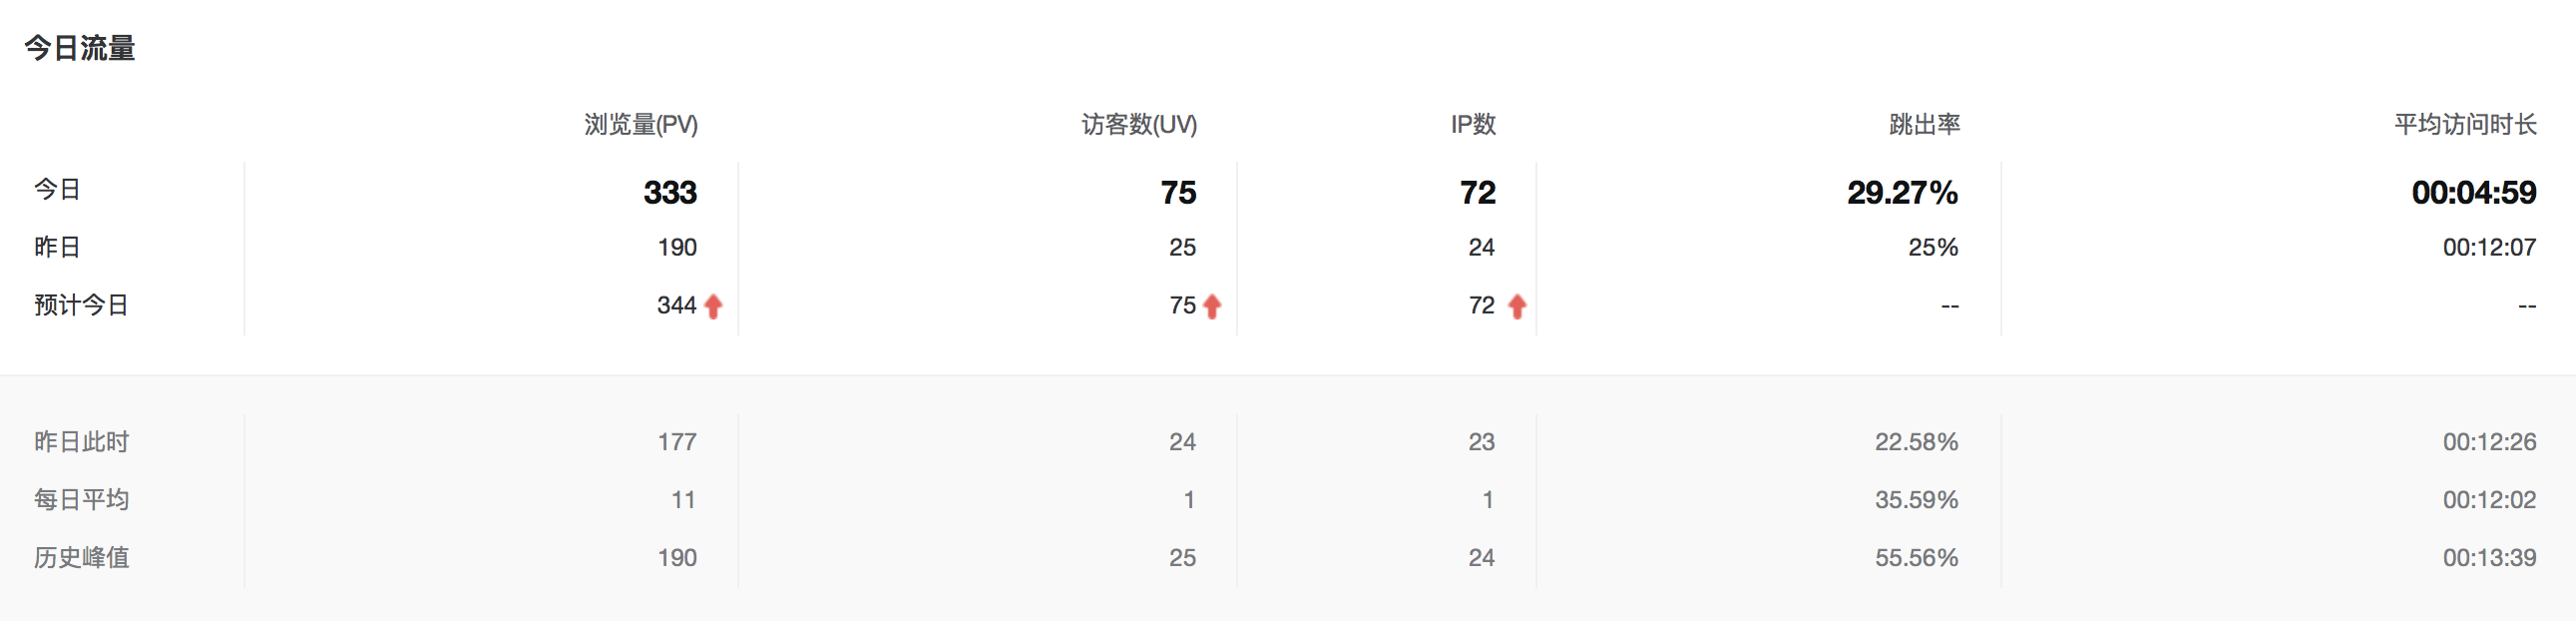 今日流量
浏览量(PV) 访客数(UV) IP数 跳出率 平均访问时长
今日 333 75 72 29.27% 00:04:59
昨日 190 25 24 25% 00:12:07
预计今日 344 75 72 -- --
昨日此时 177 24 23 22.58% 00:12:26
每日平均 11 1 1 35.59% 00:12:02
历史峰值 190 25 24 55.56% 00:13:39